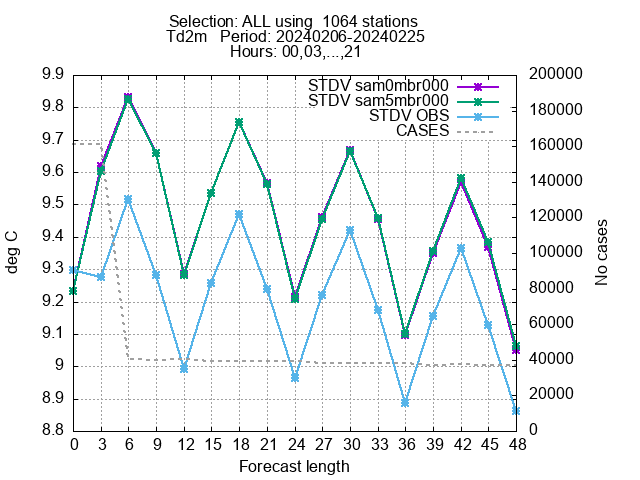 Selection: ALL using  1064 stations
Td2m   Period: 20240206-20240225
Hours: 00,03,...,21
STDV sam0mbr000
STDV sam5mbr000
STDV OBS
CASES
9.9
9.8
9.7
9.6
9.5
9.4
9.3
9.2
9.1
9
8.9
8.8
deg C
200000
180000
160000
140000
120000
100000
80000
60000
40000
20000
0
No cases
0 3 6 9 12 15 18 21 24 27 30 33 36 39 42 45 48
Forecast length